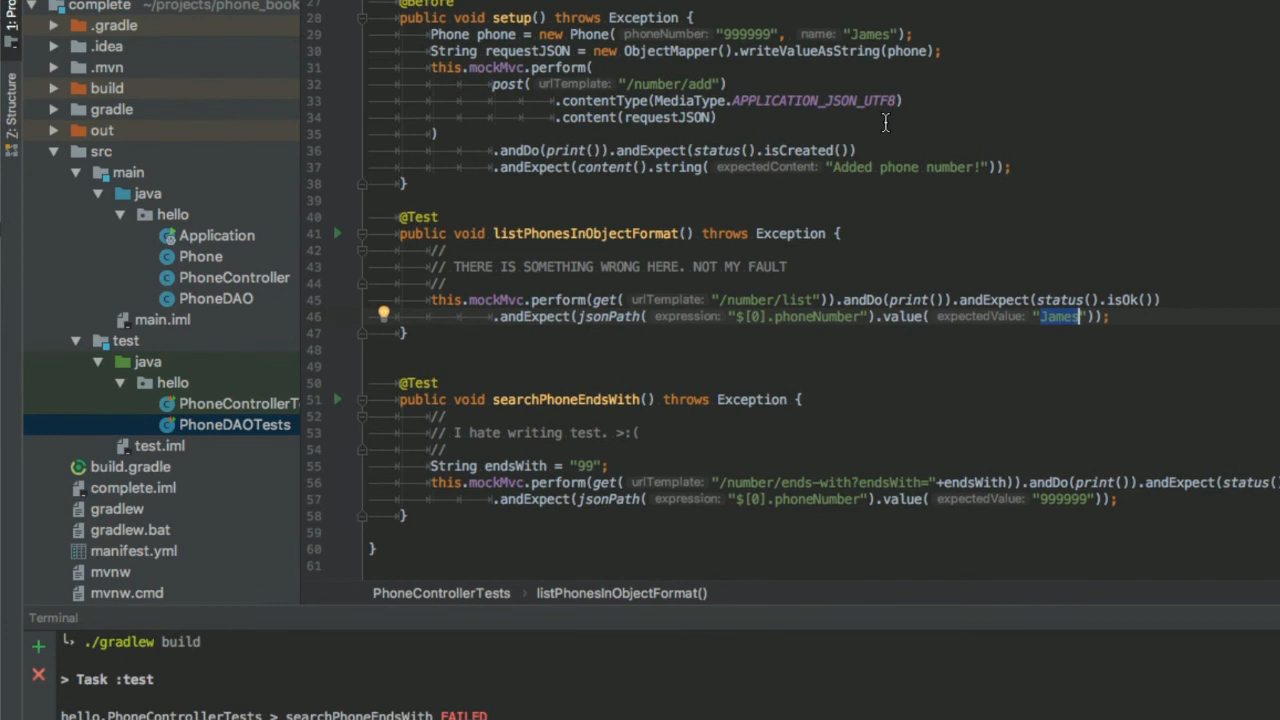 1: Pro
7: Structure
complete ~/projects/phone_book
.gradle
.idea
.mvn
build
gradle
out
src
main
java
hello
Application
Phone
PhoneController
PhoneDAO
main.iml
test
java
hello
PhoneControllerT
PhoneDAOTests
test.iml
build.gradle
complete.iml
gradlew
gradlew.bat
manifest.yml
mvnw
mvnw.cmd
27 @Before
28 public void setup() throws Exception {
29 Phone phone = new Phone( phoneNumber: "999999", name: "James");
30 String requestJSON = new ObjectMapper().writeValueAsString(phone);
31 this.mockMvc.perform(
32 post( urlTemplate: "/number/add")
33 .contentType(MediaType.APPLICATION_JSON_UTF8)
34 .content(requestJSON)
35 )
36 .andDo(print()).andExpect(status().isCreated())
37 .andExpect(content().string( expectedContent: "Added phone number!"));
38 }
39
40 @Test
41 public void listPhonesInObjectFormat() throws Exception {
42 //
43 // THERE IS SOMETHING WRONG HERE. NOT MY FAULT
44 //
45 this.mockMvc.perform(get( urlTemplate: "/number/list")).andDo(print()).andExpect(status().isOk())
46 .andExpect(jsonPath( expression: "$[0].phoneNumber").value( expectedValue: "James"));
47 }
48
49
50 @Test
51 public void searchPhoneEndsWith() throws Exception {
52 //
53 // I hate writing test. >:(
54 //
55 String endsWith = "99";
56 this.mockMvc.perform(get( urlTemplate: "/number/ends-with?endsWith="+endsWith)).andDo(print()).andExpect(status()
57 .andExpect(jsonPath( expression: "$[0].phoneNumber").value( expectedValue: "999999"));
58 }
59
60 }
61
PhoneControllerTests › listPhonesInObjectFormat()
Terminal
./gradlew build
> Task :test
hello.PhoneControllerTests > searchPhoneEndsWith FAILED